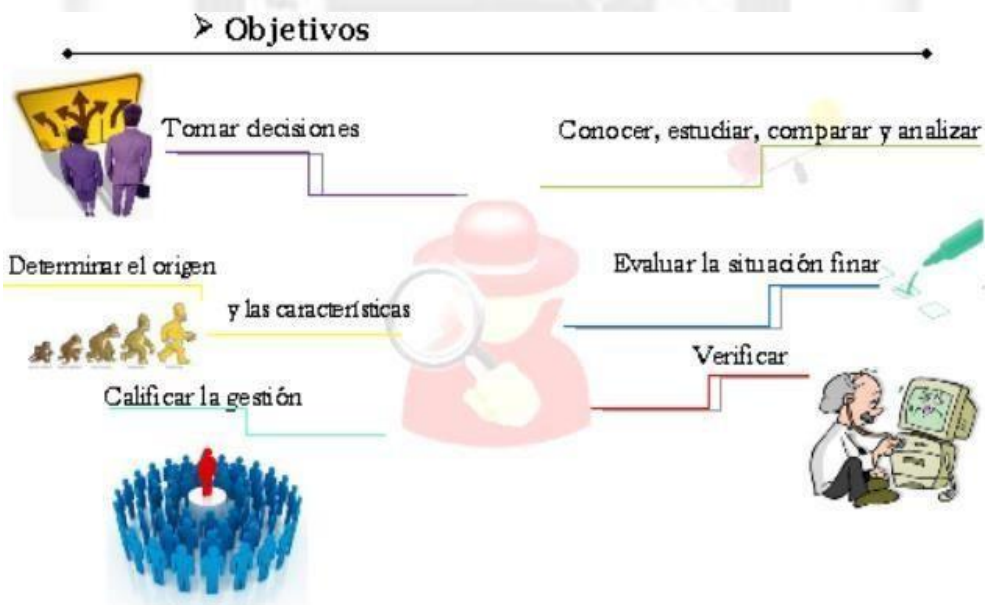 ➢ Objetivos
Tomar decisiones
Conocer, estudiar, comparar y analizar
Determinar el origen
y las características
Evaluar la situación finar
Verificar
Calificar la gestión